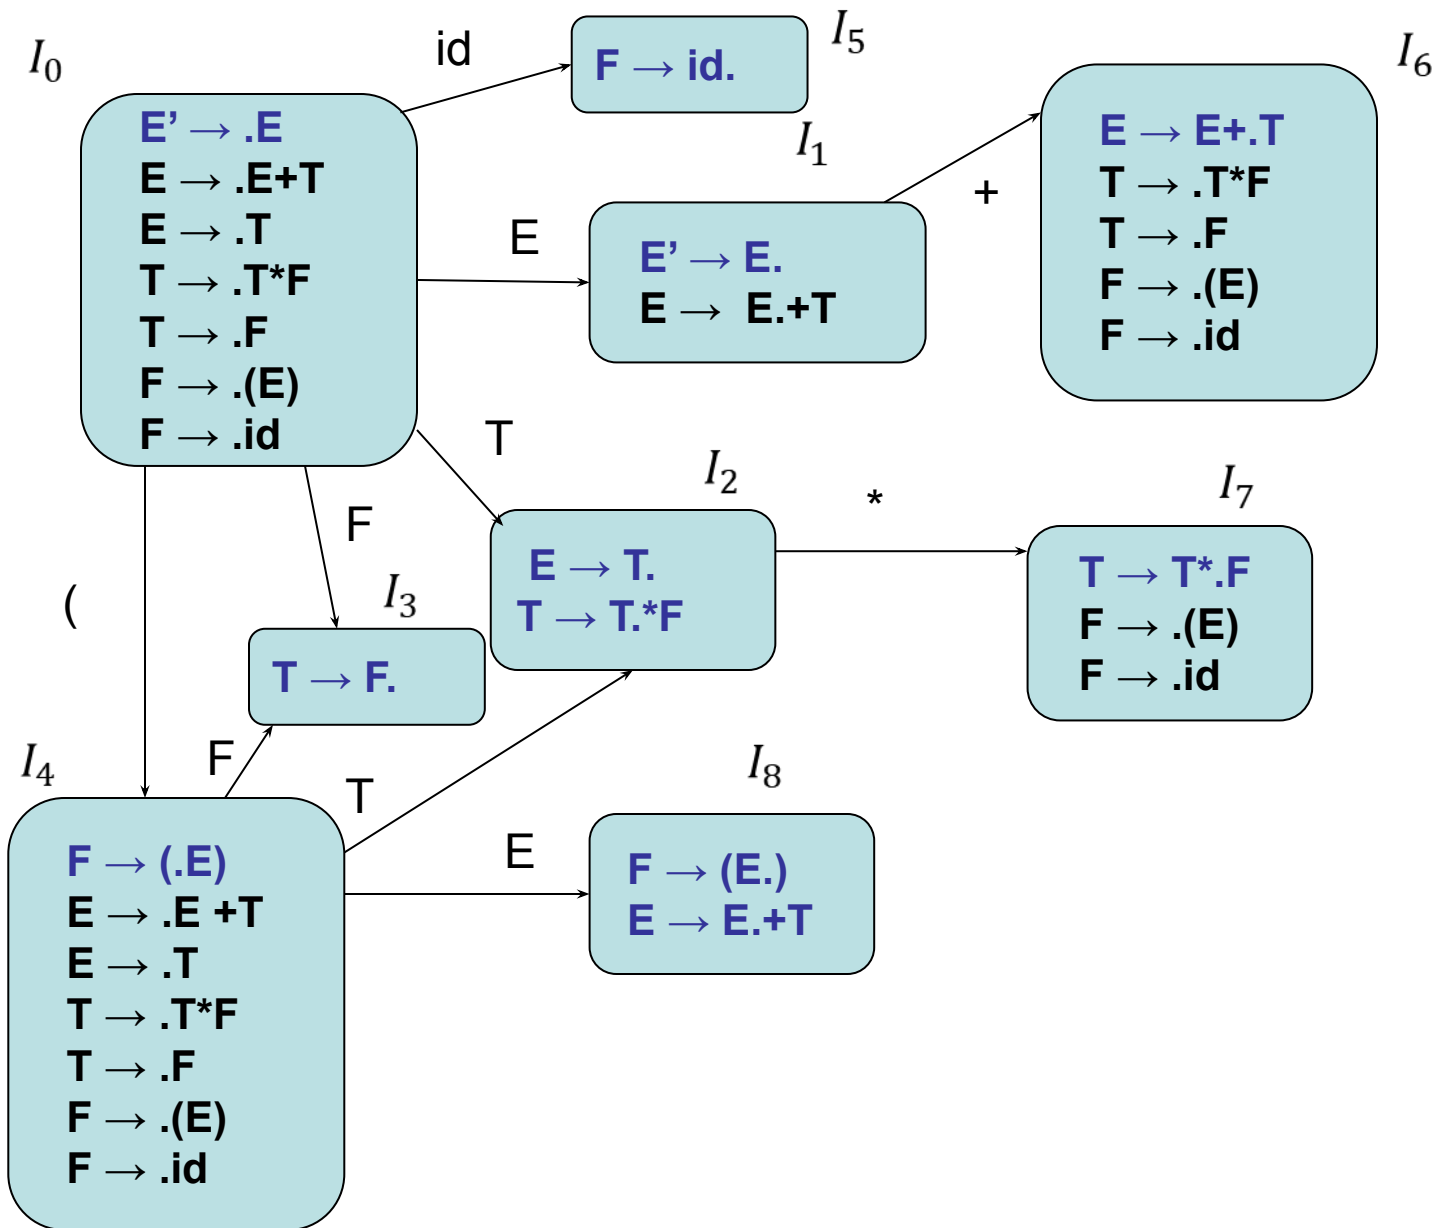 I₀
id
F → id.
I₅
I₆
E’ → .E
E → .E+T
E → .T
T → .T*F
T → .F
F → .(E)
F → .id
E
I₁
E’ → E.
E → E.+T
+
E → E+.T
T → .T*F
T → .F
F → .(E)
F → .id
T
I₂
E → T.
T → T.*F
*
I₇
T → T*.F
F → .(E)
F → .id
(
F
I₃
T → F.
I₄
F
T
E
F → (.E)
E → .E +T
E → .T
T → .T*F
T → .F
F → .(E)
F → .id
I₈
F → (E.)
E → E.+T